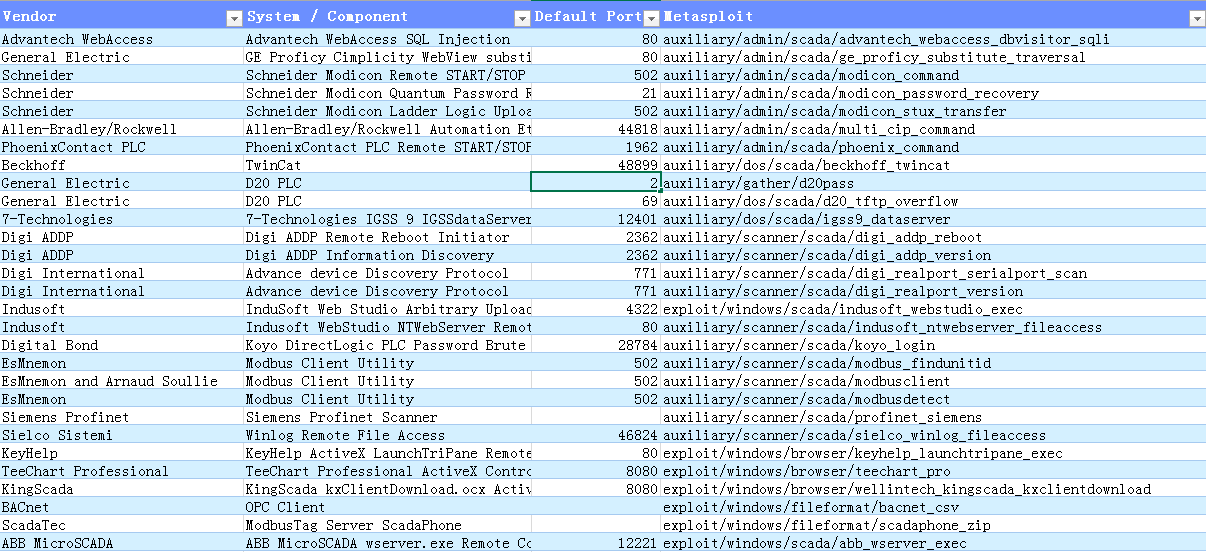 Vendor System / Component Default Port Metasploit
Advantech WebAccess Advantech WebAccess SQL Injection 80 auxiliary/admin/scada/advantech_webaccess_dbvisitor_sqli
General Electric GE Proficy Cimplicity WebView substi 80 auxiliary/admin/scada/ge_proficy_substitute_traversal
Schneider Schneider Modicon Remote START/STOP 502 auxiliary/admin/scada/modicon_command
Schneider Schneider Modicon Quantum Password R 21 auxiliary/admin/scada/modicon_password_recovery
Schneider Schneider Modicon Ladder Logic Uploa 502 auxiliary/admin/scada/modicon_stux_transfer
Allen-Bradley/Rockwell Allen-Bradley/Rockwell Automation Et 44818 auxiliary/admin/scada/multi_cip_command
PhoenixContact PLC PhoenixContact PLC Remote START/STOP 1962 auxiliary/admin/scada/phoenix_command
Beckhoff TwinCat 48899 auxiliary/dos/scada/beckhoff_twincat
General Electric D20 PLC 2 auxiliary/gather/d20pass
General Electric D20 PLC 69 auxiliary/dos/scada/d20_tftp_overflow
7-Technologies 7-Technologies IGSS 9 IGSSdataServer 12401 auxiliary/dos/scada/igss9_dataserver
Digi ADDP Digi ADDP Remote Reboot Initiator 2362 auxiliary/scanner/scada/digi_addp_reboot
Digi ADDP Digi ADDP Information Discovery 2362 auxiliary/scanner/scada/digi_addp_version
Digi International Advance device Discovery Protocol 771 auxiliary/scanner/scada/digi_realport_serialport_scan
Digi International Advance device Discovery Protocol 771 auxiliary/scanner/scada/digi_realport_version
Indusoft InduSoft Web Studio Arbitrary Upload 4322 exploit/windows/scada/indusoft_webstudio_exec
Indusoft Indusoft WebStudio NTWebServer Remot 80 auxiliary/scanner/scada/indusoft_ntwebserver_fileaccess
Digital Bond Koyo DirectLogic PLC Password Brute 28784 auxiliary/scanner/scada/koyo_login
EsMnemon Modbus Client Utility 502 auxiliary/scanner/scada/modbus_findunitid
EsMnemon and Arnaud Soullie Modbus Client Utility 502 auxiliary/scanner/scada/modbusclient
EsMnemon Modbus Client Utility 502 auxiliary/scanner/scada/modbusdetect
Siemens Profinet Siemens Profinet Scanner auxiliary/scanner/scada/profinet_siemens
Sielco Sistemi Winlog Remote File Access 46824 auxiliary/scanner/scada/sielco_winlog_fileaccess
KeyHelp KeyHelp ActiveX LaunchTriPane Remote 80 exploit/windows/browser/keyhelp_launchtripane_exec
TeeChart Professional TeeChart Professional ActiveX Contro 8080 exploit/windows/browser/teechart_pro
KingScada KingScada kxClientDownload.ocx Activ 8080 exploit/windows/browser/wellintech_kingscada_kxclientdownload
BACnet OPC Client exploit/windows/fileformat/bacnet_csv
ScadaTec ModbusTag Server ScadaPhone exploit/windows/fileformat/scadaphone_zip
ABB MicroSCADA ABB MicroSCADA wserver.exe Remote Co 12221 exploit/windows/scada/abb_wserver_exec